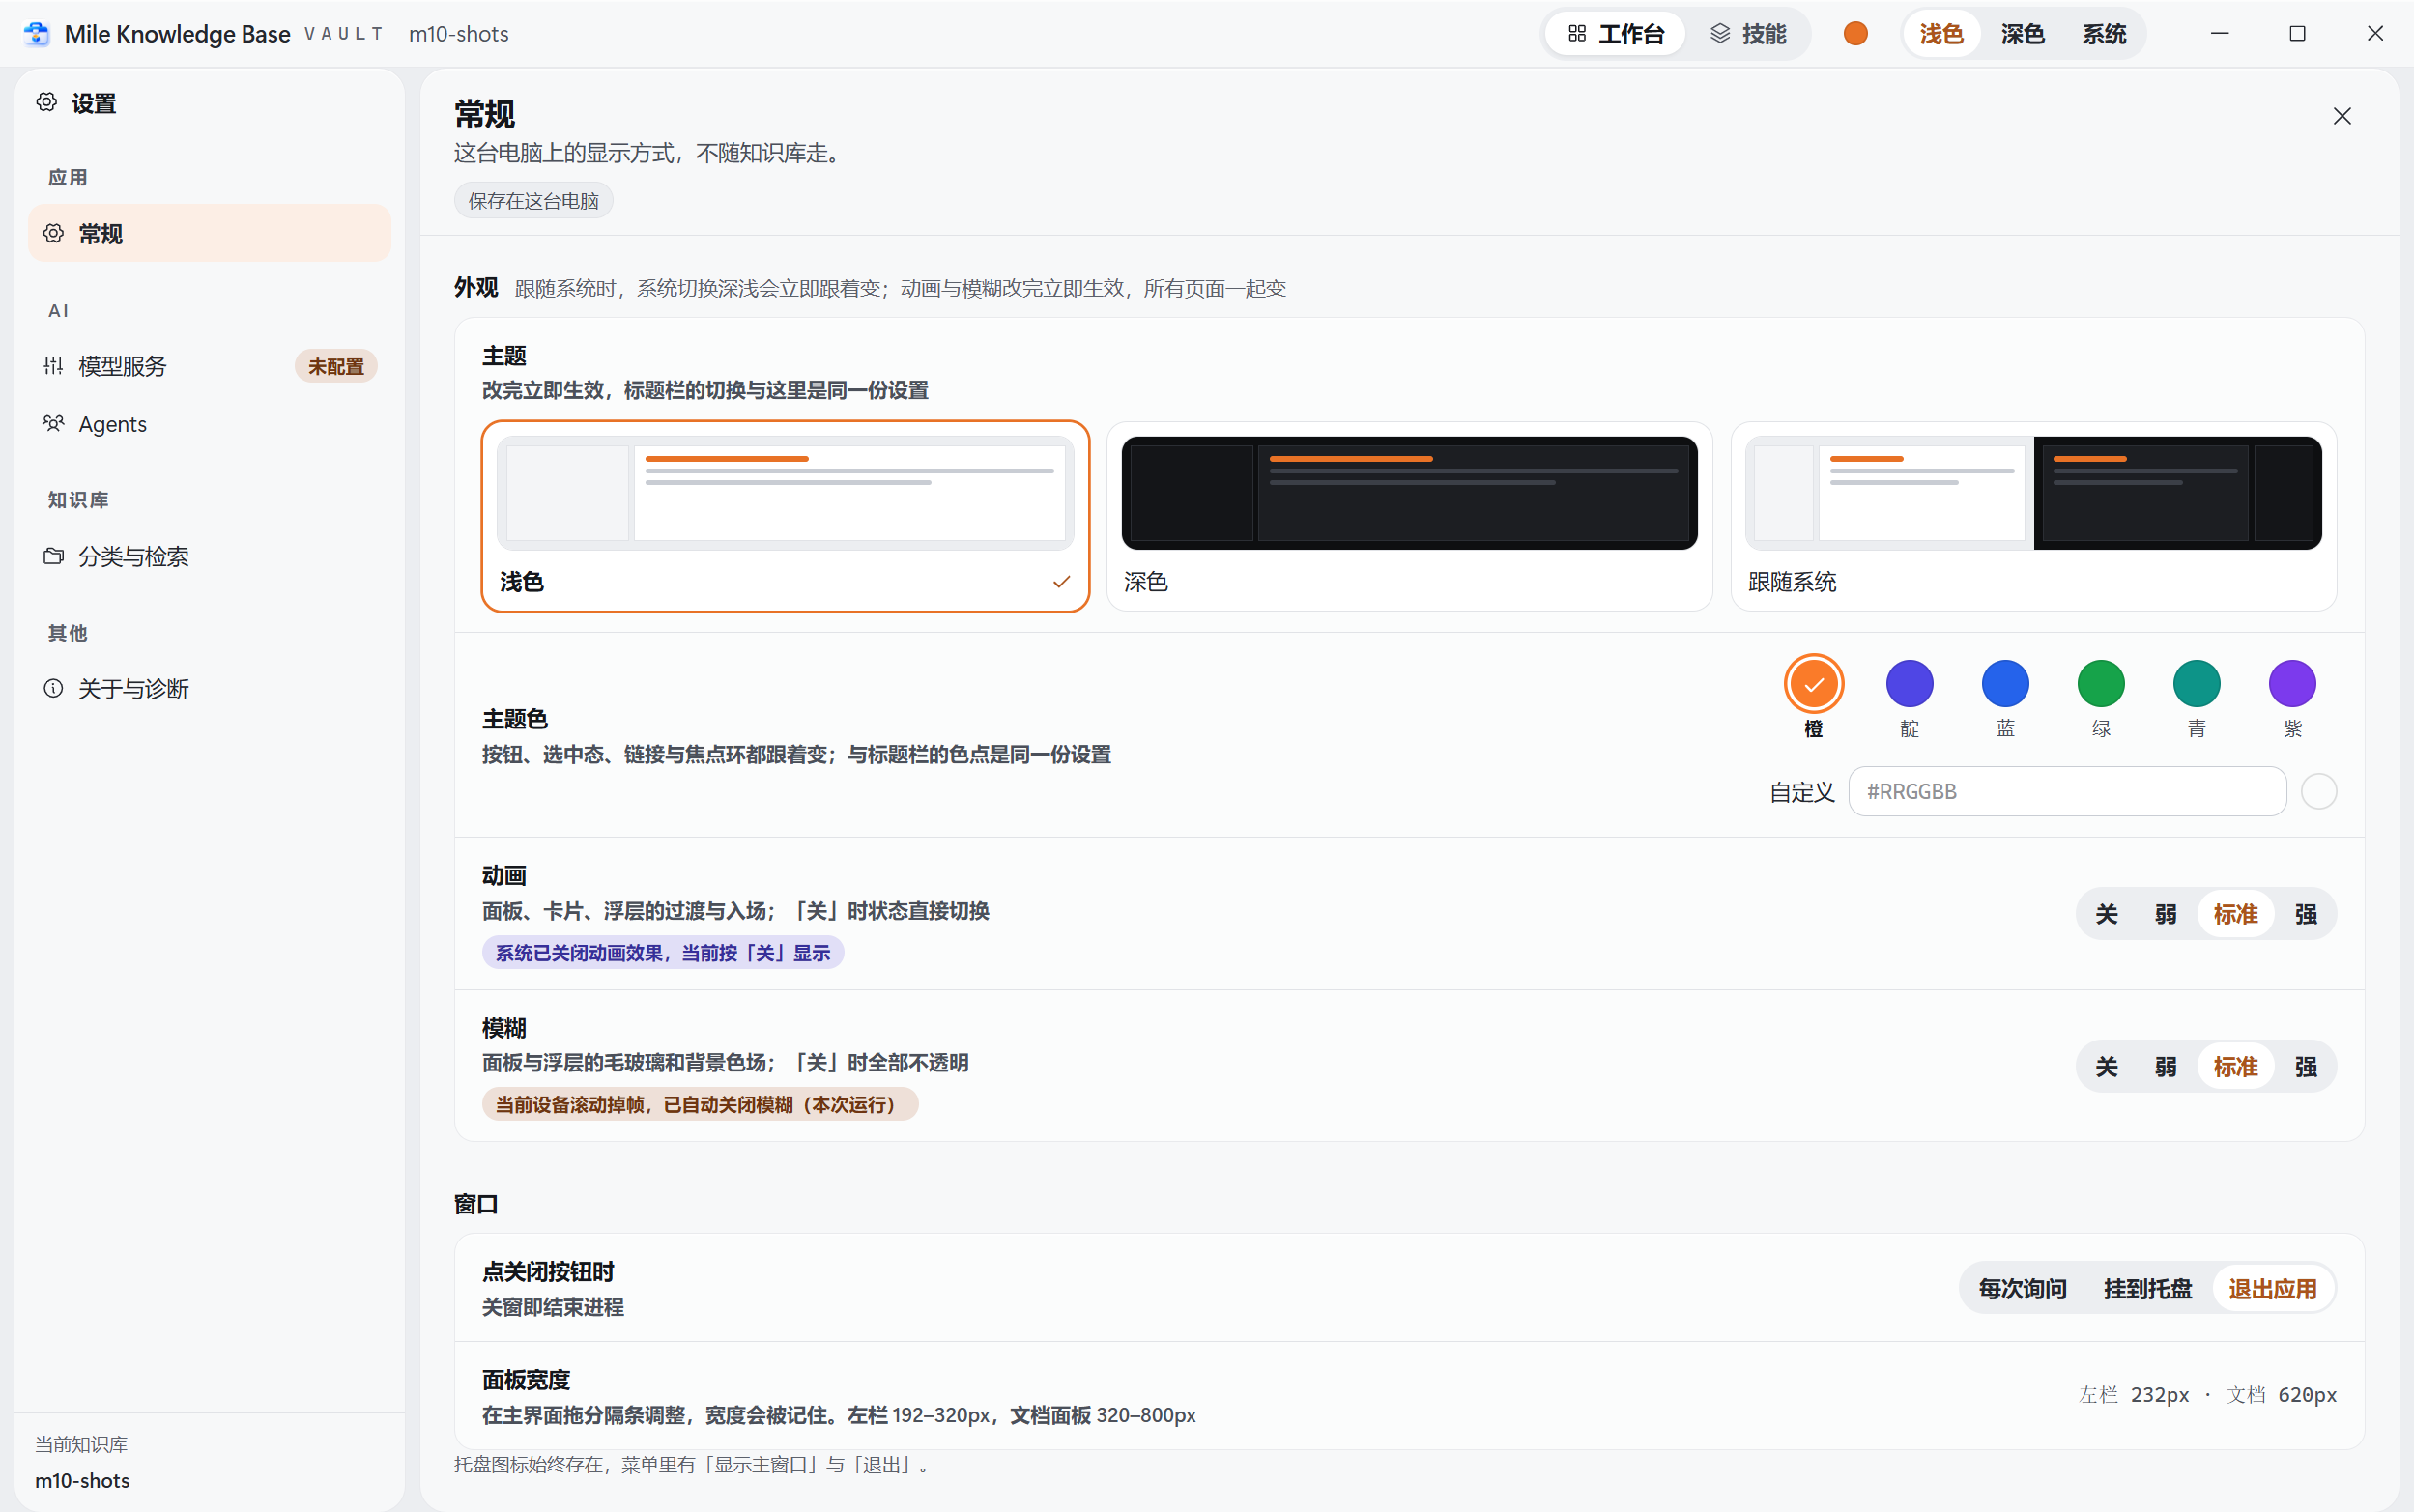 Mile Knowledge Base VAULT m10-shots 工作台 技能 浅色 深色 系统
设置
应用
常规
AI
模型服务 未配置
Agents
知识库
分类与检索
其他
关于与诊断
当前知识库
m10-shots
常规
这台电脑上的显示方式，不随知识库走。
保存在这台电脑
外观 跟随系统时，系统切换深浅会立即跟着变；动画与模糊改完立即生效，所有页面一起变
主题
改完立即生效，标题栏的切换与这里是同一份设置
浅色 深色 跟随系统
主题色
按钮、选中态、链接与焦点环都跟着变；与标题栏的色点是同一份设置
橙 靛 蓝 绿 青 紫
自定义 #RRGGBB
动画
面板、卡片、浮层的过渡与入场；「关」时状态直接切换
系统已关闭动画效果，当前按「关」显示
关 弱 标准 强
模糊
面板与浮层的毛玻璃和背景色场；「关」时全部不透明
当前设备滚动掉帧，已自动关闭模糊（本次运行）
关 弱 标准 强
窗口
点关闭按钮时
关窗即结束进程
每次询问 挂到托盘 退出应用
面板宽度
在主界面拖分隔条调整，宽度会被记住。左栏 192–320px，文档面板 320–800px
左栏 232px · 文档 620px
托盘图标始终存在，菜单里有「显示主窗口」与「退出」。